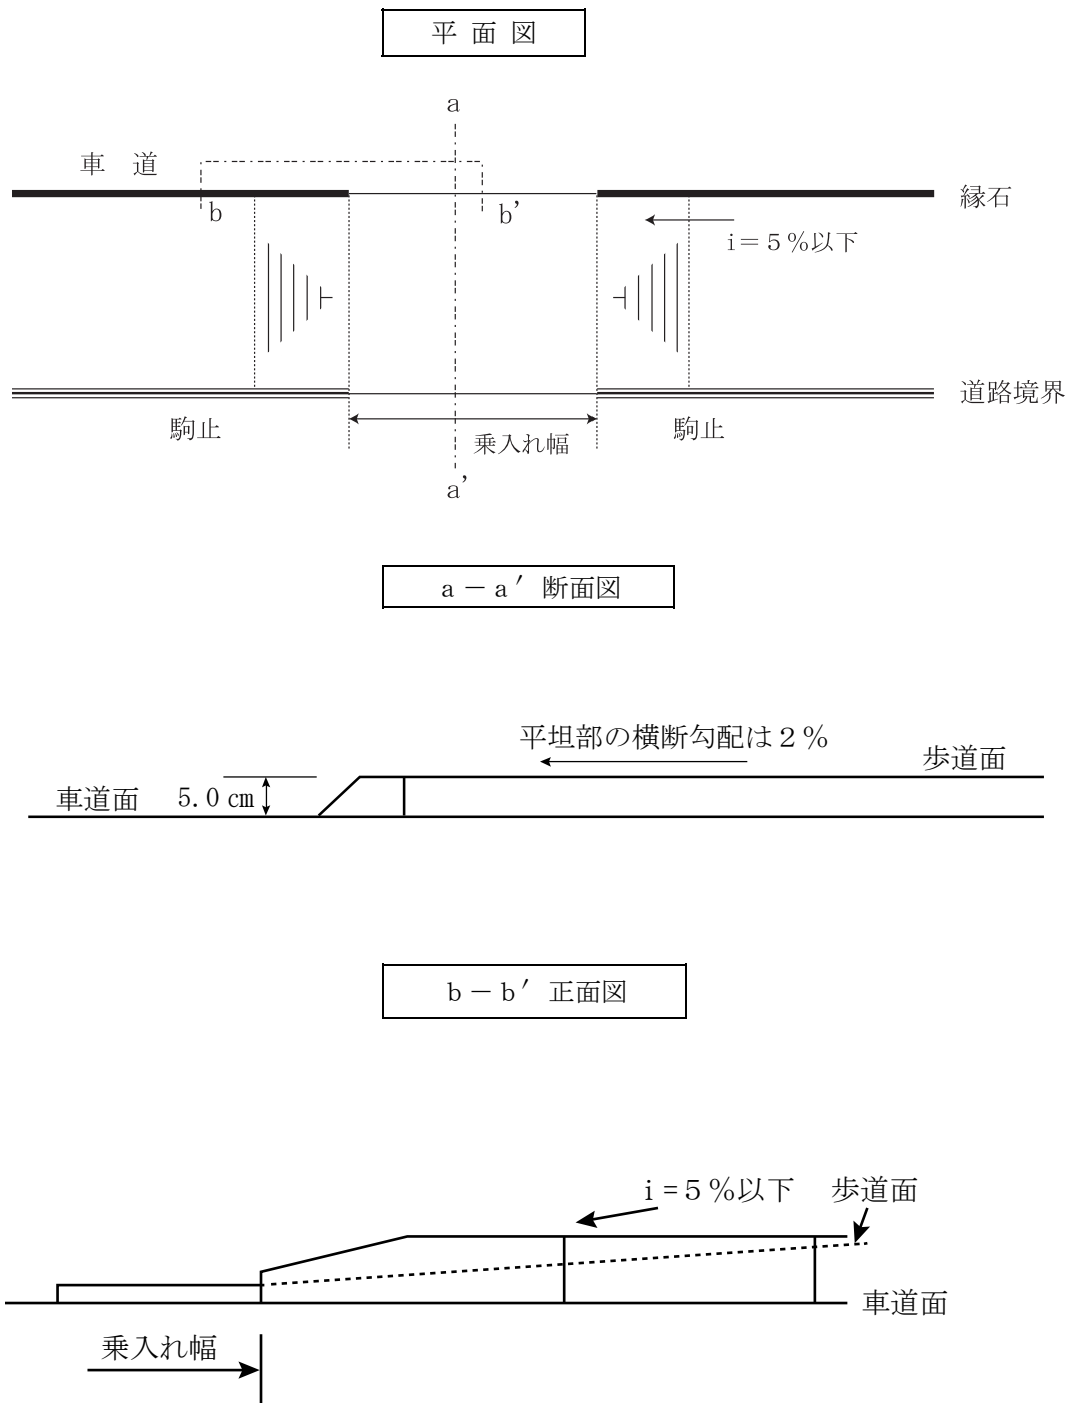 平 面 図
a
車 道
b
b'
縁石
i=5%以下
道路境界
駒止
乗入れ幅
駒止
a'
a-a′断面図
平坦部の横断勾配は2%
歩道面
車道面
5.0㎝
b-b′正面図
i=5%以下
歩道面
車道面
乗入れ幅